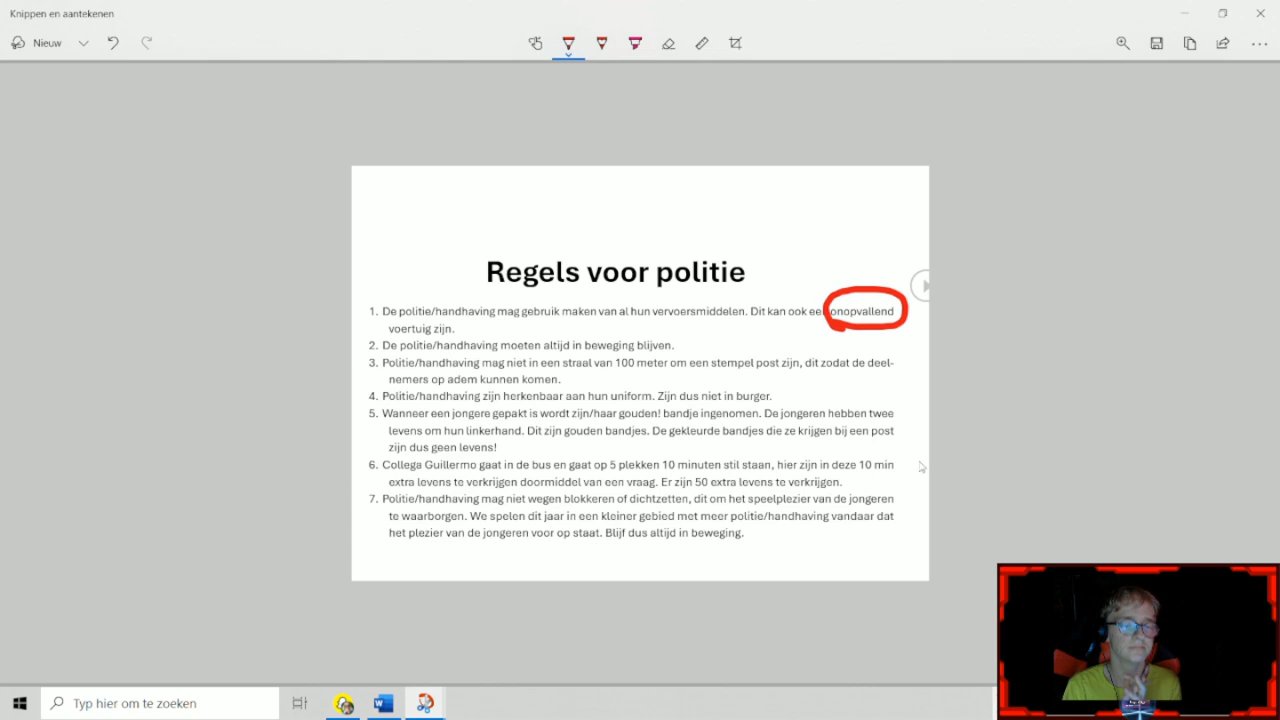 Knippen en aantekenen
Nieuw
Regels voor politie
1. De politie/handhaving mag gebruik maken van al hun vervoersmiddelen. Dit kan ook een onopvallend
voertuig zijn.
2. De politie/handhaving moeten altijd in beweging blijven.
3. Politie/handhaving mag niet in een straal van 100 meter om een stempel post zijn, dit zodat de deel-
nemers op adem kunnen komen.
4. Politie/handhaving zijn herkenbaar aan hun uniform. Zijn dus niet in burger.
5. Wanneer een jongere gepakt is wordt zijn/haar gouden! bandje ingenomen. De jongeren hebben twee
levens om hun linkerhand. Dit zijn gouden bandjes. De gekleurde bandjes die ze krijgen bij een post
zijn dus geen levens!
6. Collega Guillermo gaat in de bus en gaat op 5 plekken 10 minuten stil staan, hier zijn in deze 10 min
extra levens te verkrijgen doormiddel van een vraag. Er zijn 50 extra levens te verkrijgen.
7. Politie/handhaving mag niet wegen blokkeren of dichtzetten, dit om het speelplezier van de jongeren
te waarborgen. We spelen dit jaar in een kleiner gebied met meer politie/handhaving vandaar dat
het plezier van de jongeren voor op staat. Blijf dus altijd in beweging.
Typ hier om te zoeken